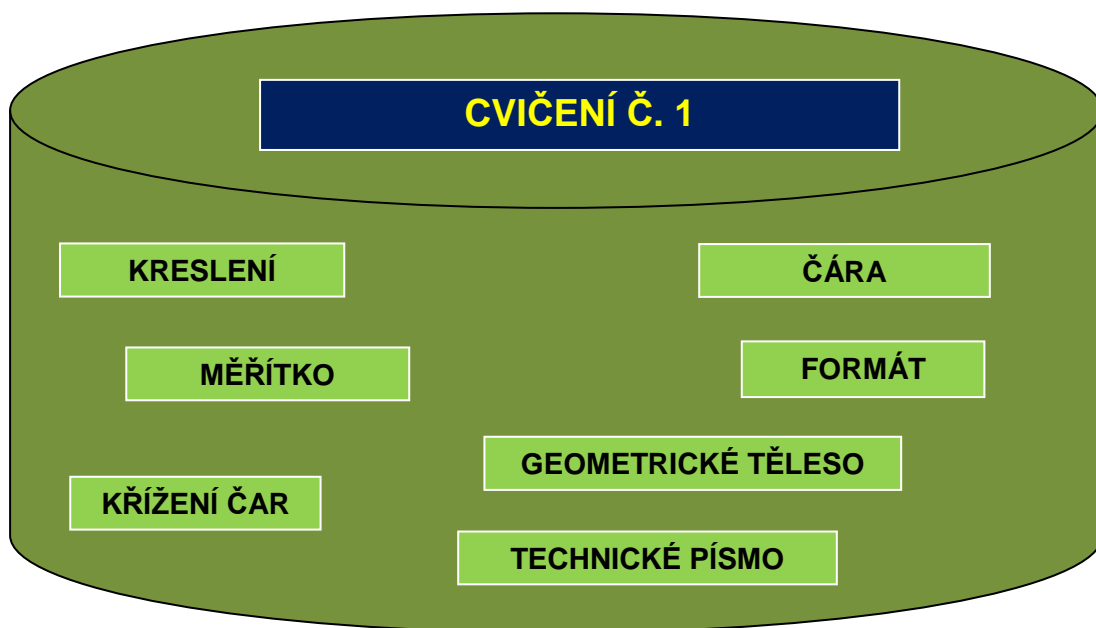 CVIČENÍ Č. 1
KRESLENÍ
ČÁRA
MĚŘÍTKO
FORMÁT
GEOMETRICKÉ TĚLESO
KŘÍŽENÍ ČAR
TECHNICKÉ PÍSMO